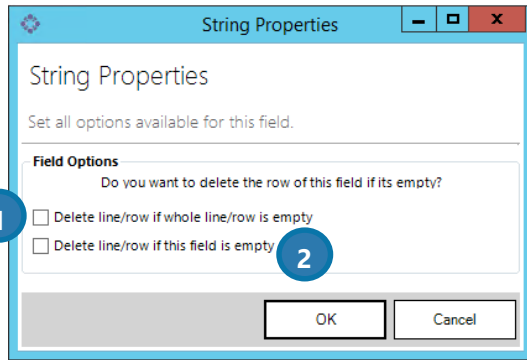 String Properties
String Properties
Set all options available for this field.
Field Options
Do you want to delete the row of this field if its empty?
1
Delete line/row if whole line/row is empty
Delete line/row if this field is empty
2
OK Cancel